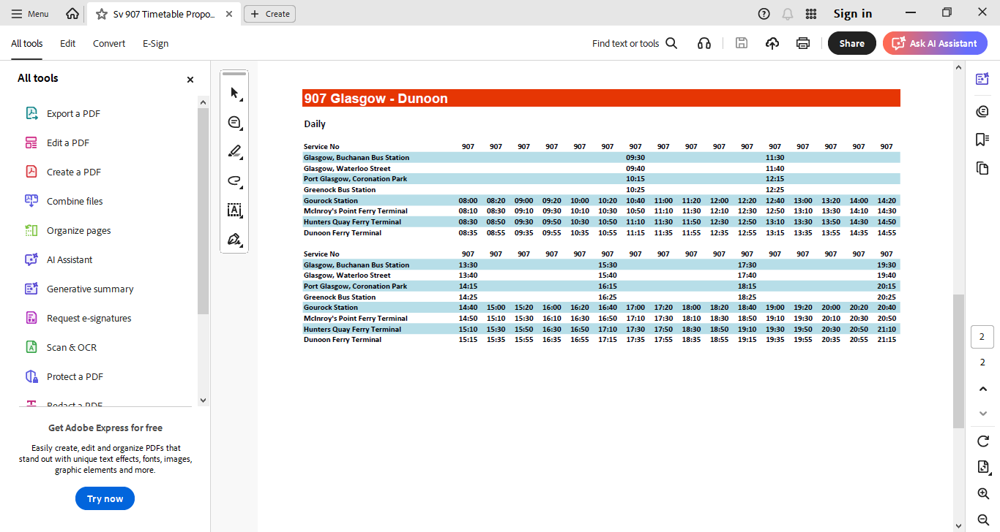 Menu
Sv 907 Timetable Propo...
Create
Sign in
All tools
Edit
Convert
E-Sign
Find text or tools
Share
Ask AI Assistant
All tools
Export a PDF
Edit a PDF
Create a PDF
Combine files
Organize pages
AI Assistant
Generative summary
Request e-signatures
Scan & OCR
Protect a PDF
Redact a PDF
Get Adobe Express for free
Easily create, edit and organize PDFs that
stand out with unique text effects, fonts, images,
graphic elements and more.
Try now
907 Glasgow - Dunoon
Daily
Service No 907 907 907 907 907 907 907 907 907 907 907 907 907 907 907 907
Glasgow, Buchanan Bus Station 09:30 11:30
Glasgow, Waterloo Street 09:40 11:40
Port Glasgow, Coronation Park 10:15 12:15
Greenock Bus Station 10:25 12:25
Gourock Station 08:00 08:20 09:00 09:20 10:00 10:20 10:40 11:00 11:20 12:00 12:20 12:40 13:00 13:20 14:00 14:20
McInroy's Point Ferry Terminal 08:10 08:30 09:10 09:30 10:10 10:30 10:50 11:10 11:30 12:10 12:30 12:50 13:10 13:30 14:10 14:30
Hunters Quay Ferry Terminal 08:30 08:50 09:30 09:50 10:30 10:50 11:10 11:30 11:50 12:30 12:50 13:10 13:30 13:50 14:30 14:50
Dunoon Ferry Terminal 08:35 08:55 09:35 09:55 10:35 10:55 11:15 11:35 11:55 12:35 12:55 13:15 13:35 13:55 14:35 14:55
Service No 907 907 907 907 907 907 907 907 907 907 907 907 907 907 907 907
Glasgow, Buchanan Bus Station 13:30 15:30 17:30 19:30
Glasgow, Waterloo Street 13:40 15:40 17:40 19:40
Port Glasgow, Coronation Park 14:15 16:15 18:15 20:15
Greenock Bus Station 14:25 16:25 18:25 20:25
Gourock Station 14:40 15:00 15:20 16:00 16:20 16:40 17:00 17:20 18:00 18:20 18:40 19:00 19:20 20:00 20:20 20:40
McInroy's Point Ferry Terminal 14:50 15:10 15:30 16:10 16:30 16:50 17:10 17:30 18:10 18:30 18:50 19:10 19:30 20:10 20:30 20:50
Hunters Quay Ferry Terminal 15:10 15:30 15:50 16:30 16:50 17:10 17:30 17:50 18:30 18:50 19:10 19:30 19:50 20:30 20:50 21:10
Dunoon Ferry Terminal 15:15 15:35 15:55 16:35 16:55 17:15 17:35 17:55 18:35 18:55 19:15 19:35 19:55 20:35 20:55 21:15
2
2